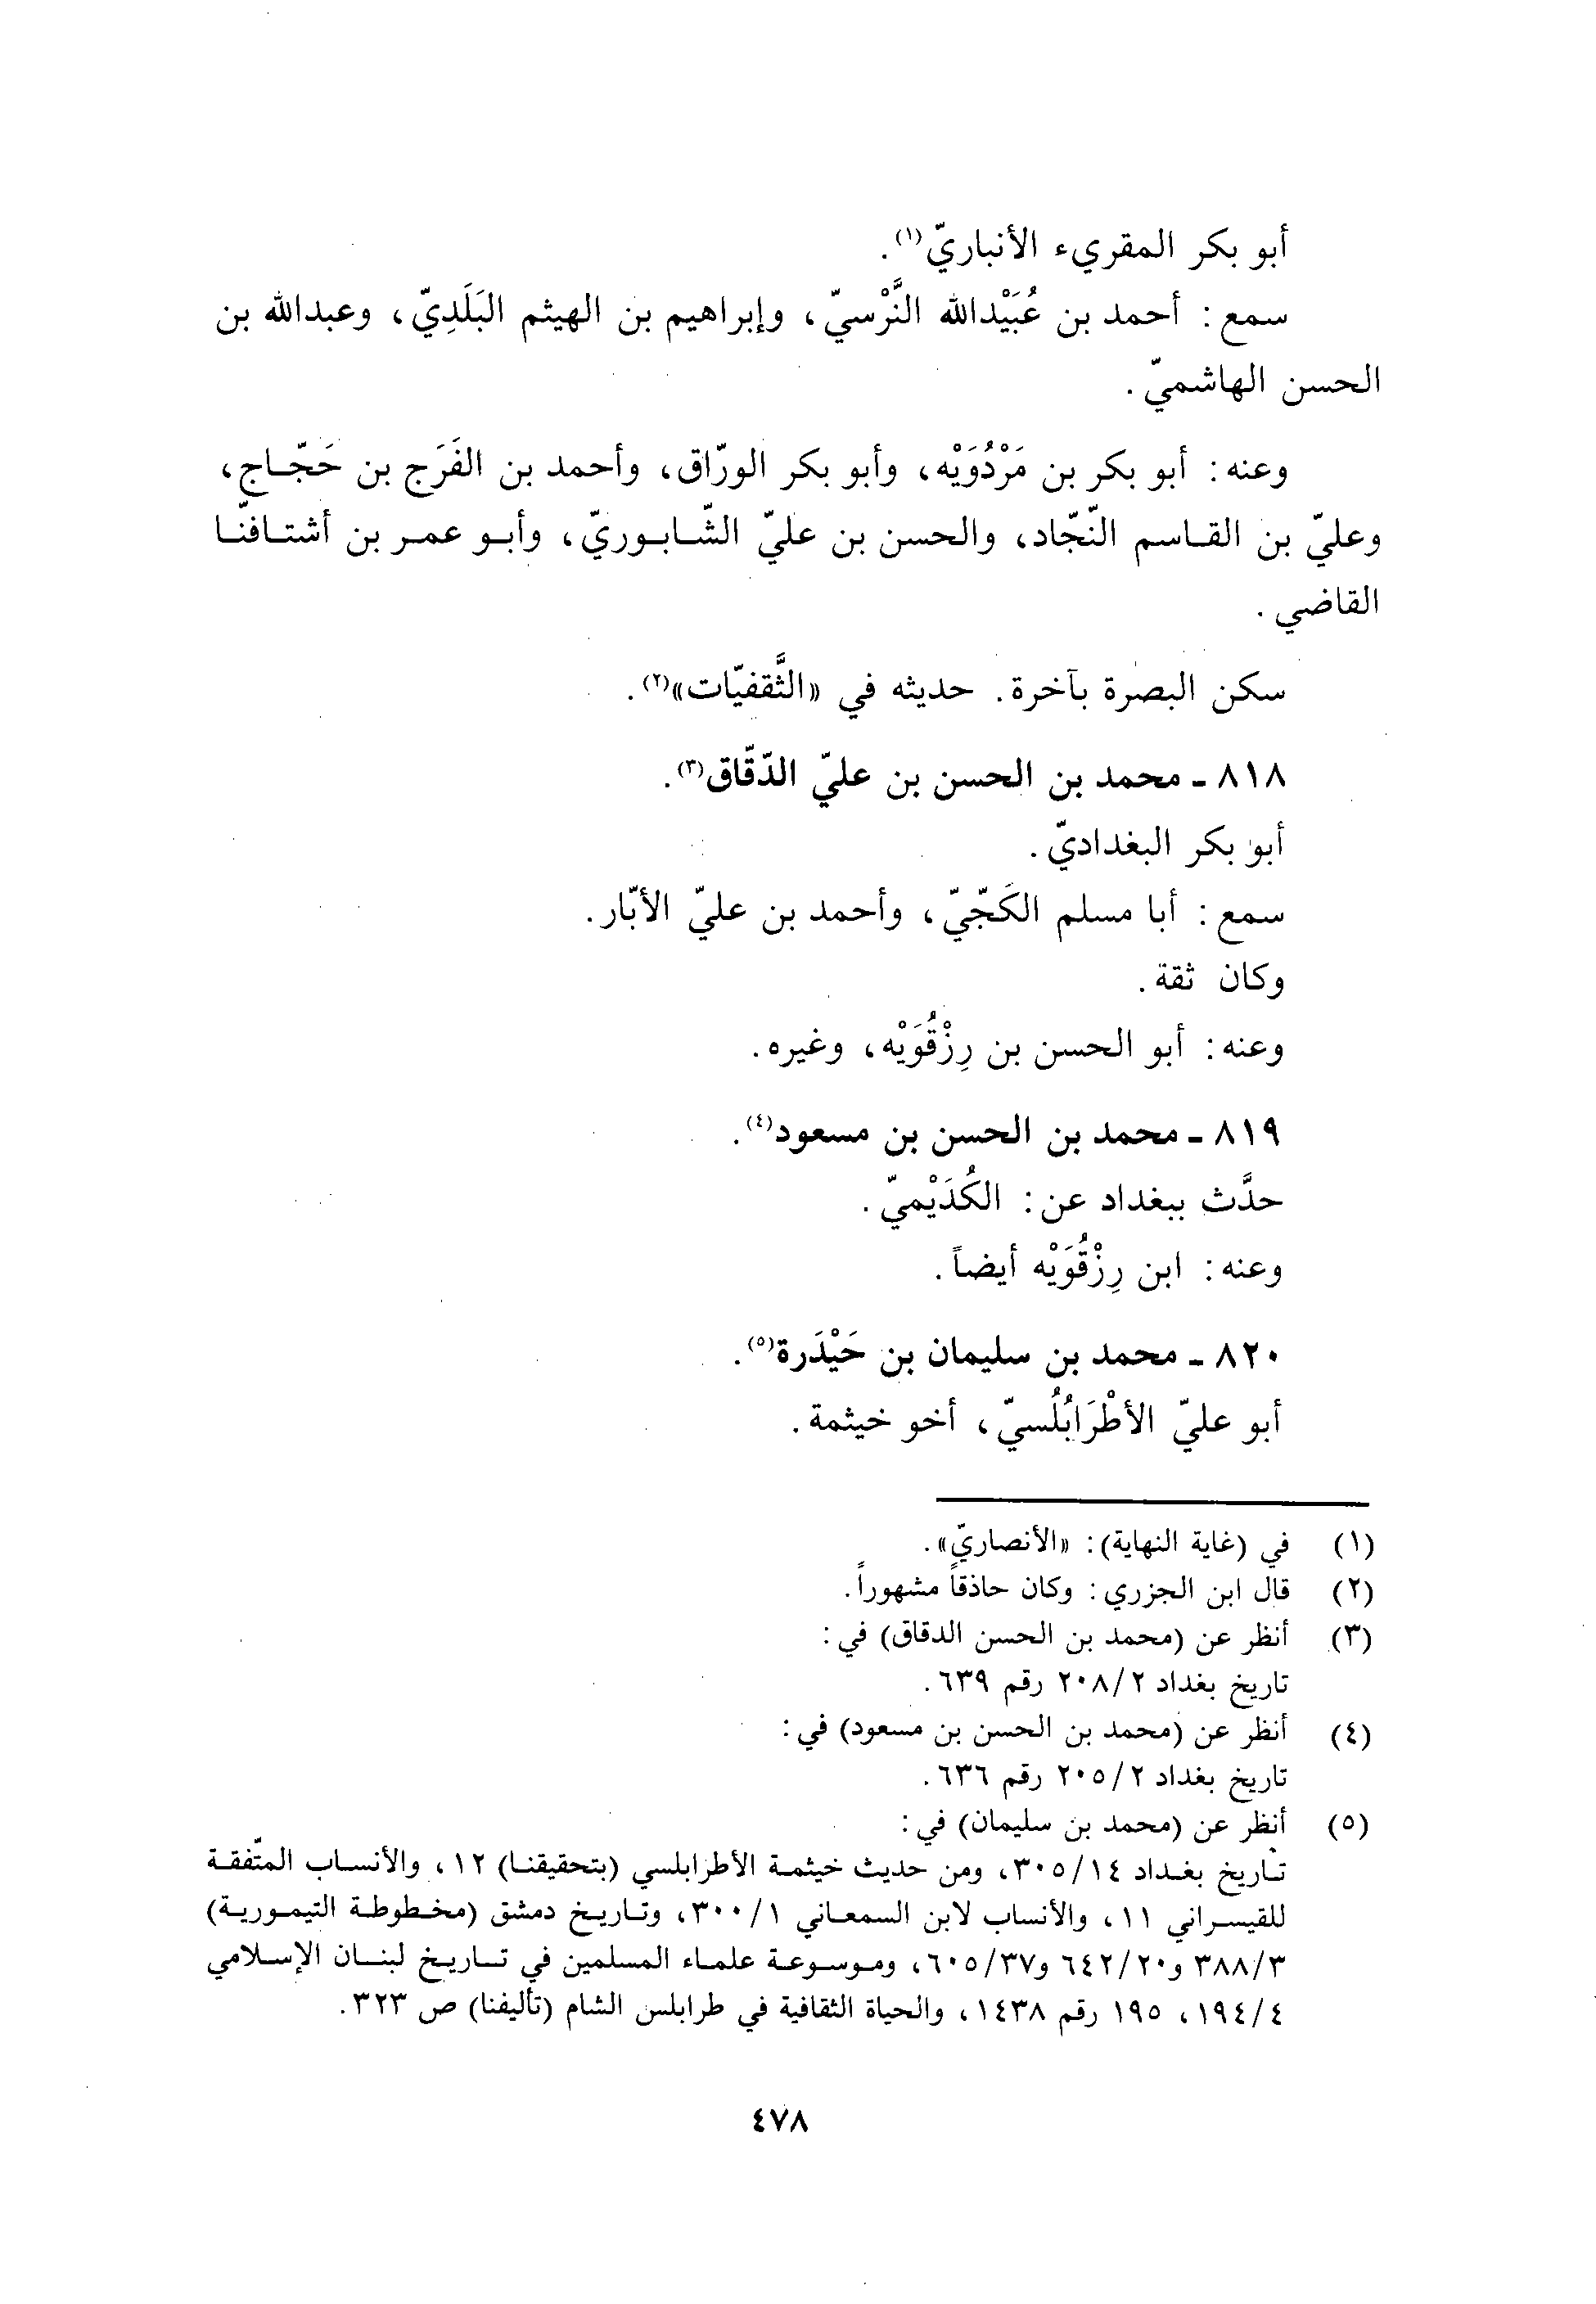 أبو بكر المقريء الأنباريّ(١).
سمع: أحمد بن عُبَيْدالله النَّرْسيّ، وإبراهيم بن الهيثم البَلَدِيّ، وعبدالله بن
الحسن الهاشميّ.
وعنه: أبو بكر بن مَرْدُوَيْه، وأبو بكر الورّاق، وأحمد بن الفَرَج بن حَجّاج،
وعليّ بن القاسم النّجّاد، والحسن بن عليّ الشّابوريّ، وأبو عمر بن أشتافنّا
القاضي.
سكن البصرة بآخرة. حديثه في «الثَّقفيّات»(٢).
٨١٨ - محمد بن الحسن بن عليّ الدّقّاق(٣).
أبو بكر البغداديّ.
سمع: أبا مسلم الكَجّيّ، وأحمد بن عليّ الأبّار.
وكان ثقة.
وعنه: أبو الحسن بن رِزْقُوَيْه، وغيره.
٨١٩ - محمد بن الحسن بن مسعود(٤).
حدَّث ببغداد عن: الكُدَيْميّ.
وعنه: ابن رِزْقُوَيْه أيضاً.
٨٢٠ - محمد بن سليمان بن حَيْدَرة(٥).
أبو عليّ الأطْرَابُلُسيّ، أخو خيثمة.
(١) في (غاية النهاية): «الأنصاريّ».
(٢) قال ابن الجزري: وكان حاذقاً مشهوراً.
(٣) أنظر عن (محمد بن الحسن الدقاق) في:
تاريخ بغداد ٢/٢٠٨ رقم ٦٣٩.
(٤) أنظر عن (محمد بن الحسن بن مسعود) في:
تاريخ بغداد ٢/٢٠٥ رقم ٦٣٦.
(٥) أنظر عن (محمد بن سليمان) في:
تاريخ بغداد ١٤/٣٠٥، ومن حديث خيثمة الأطرابلسي (بتحقيقنا) ١٢، والأنساب المتّفقة
للقيسراني ١١، والأنساب لابن السمعاني ١/٣٠٠، وتاريخ دمشق (مخطوطة التيمورية)
٣/٣٨٨ و٢٠/٦٤٢ و٣٧/٦٠٥، وموسوعة علماء المسلمين في تاريخ لبنان الإسلامي
٤/١٩٤، ١٩٥ رقم ١٤٣٨، والحياة الثقافية في طرابلس الشام (تأليفنا) ص ٣٢٣.
٤٧٨